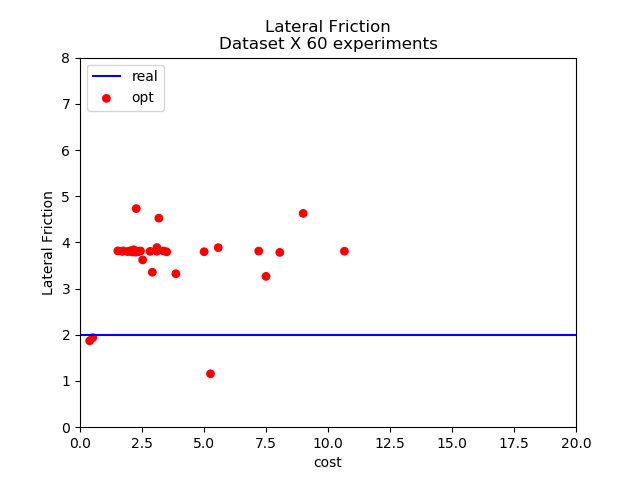 Lateral Friction
Dataset X 60 experiments
real
opt
Lateral Friction
8
7
6
5
4
3
2
1
0
0.0 2.5 5.0 7.5 10.0 12.5 15.0 17.5 20.0
cost